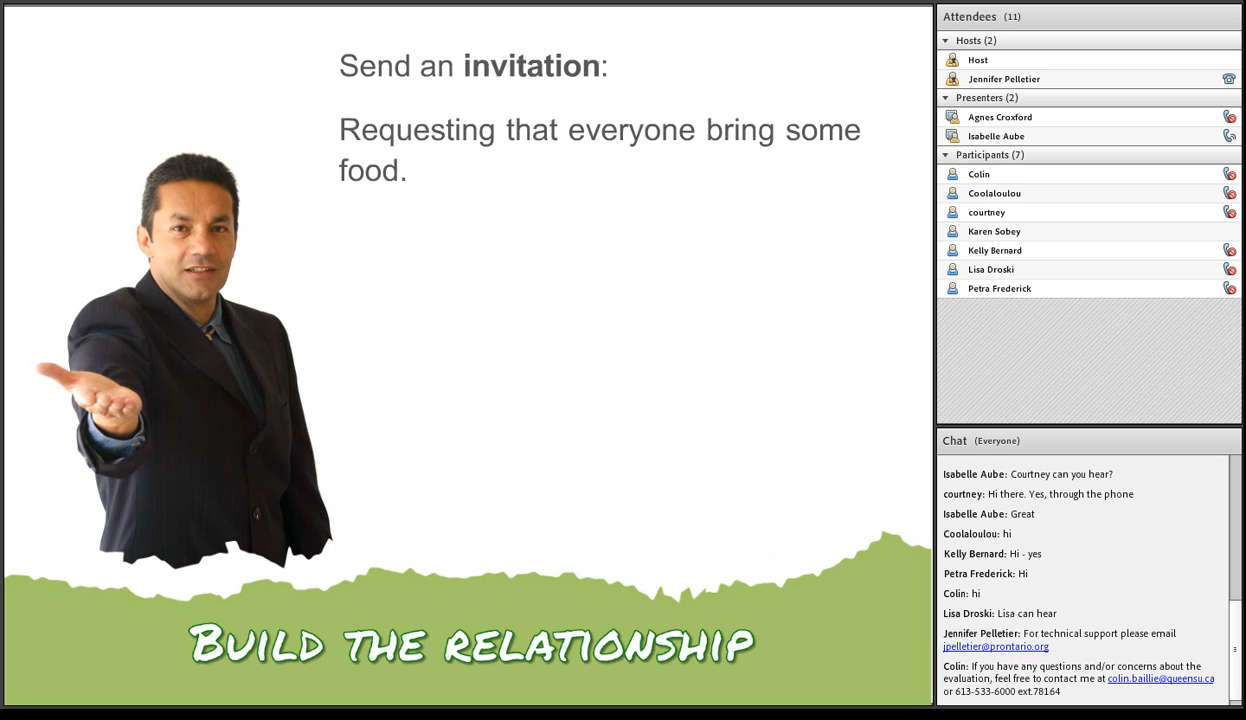 Send an invitation:
Requesting that everyone bring some
food.
BUILD THE RELATIONSHIP
Attendees (11)
Hosts (2)
Host
Jennifer Pelletier
Presenters (2)
Agnes Croxford
Isabelle Aube
Participants (7)
Colin
Coolaloulou
courtney
Karen Sobey
Kelly Bernard
Lisa Droski
Petra Frederick
Chat (Everyone)
Isabelle Aube: Courtney can you hear?
courtney: Hi there. Yes, through the phone
Isabelle Aube: Great
Coolaloulou: hi
Kelly Bernard: Hi - yes
Petra Frederick: Hi
Colin: hi
Lisa Droski: Lisa can hear
Jennifer Pelletier: For technical support please email
jpelletier@prontario.org
Colin: If you have any questions and/or concerns about the
evaluation, feel free to contact me at colin.baillie@queensu.ca
or 613-533-6000 ext.78164